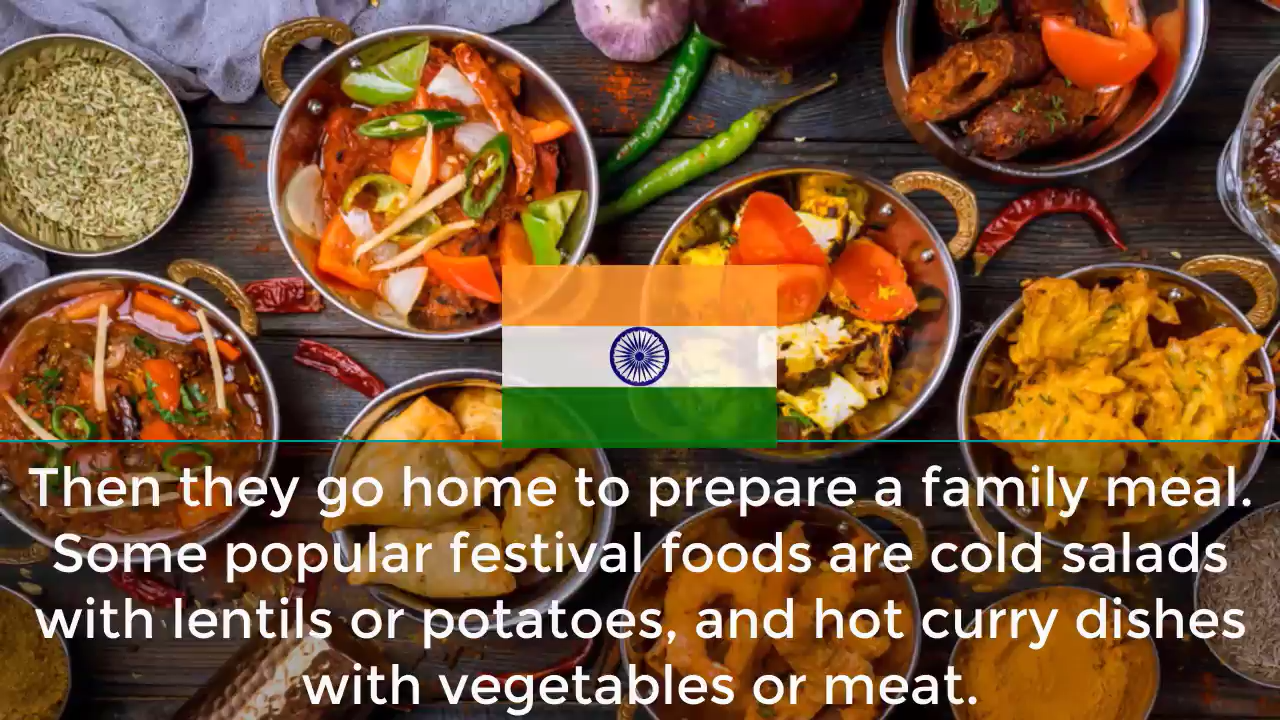 Then they go home to prepare a family meal.
Some popular festival foods are cold salads
with lentils or potatoes, and hot curry dishes
with vegetables or meat.